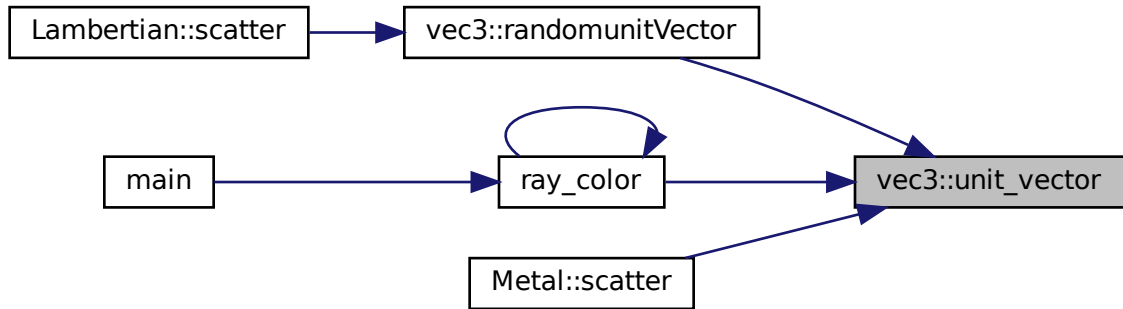 Lambertian::scatter
vec3::randomunitVector
main
ray_color
vec3::unit_vector
Metal::scatter